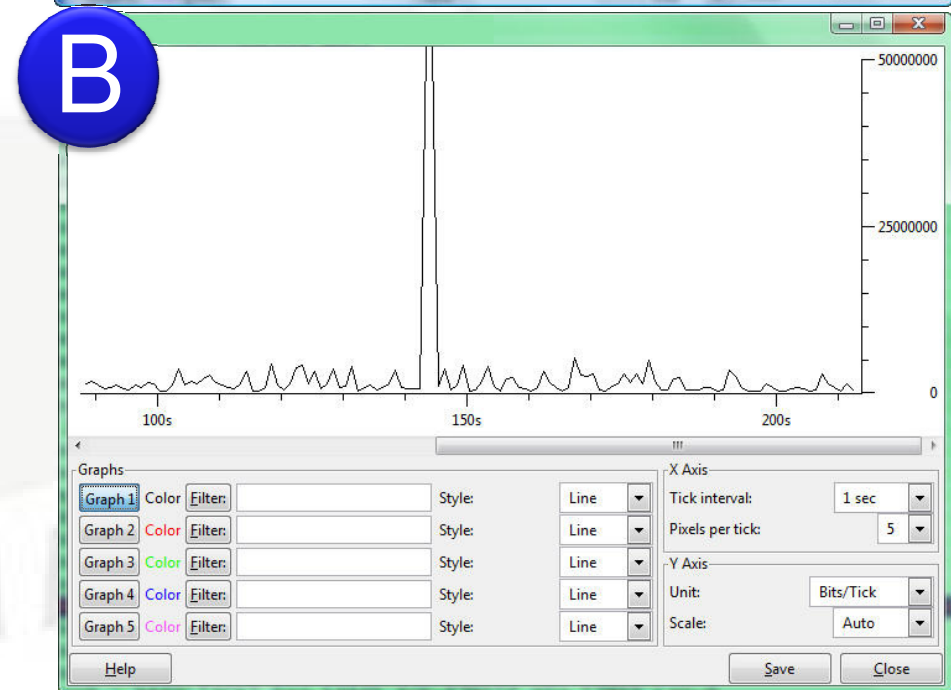 B
50000000
25000000
0
100s 150s 200s
Graphs
Graph 1 Color Filter: Style: Line
Graph 2 Color Filter: Style: Line
Graph 3 Color Filter: Style: Line
Graph 4 Color Filter: Style: Line
Graph 5 Color Filter: Style: Line
X Axis
Tick interval: 1 sec
Pixels per tick: 5
Y Axis
Unit: Bits/Tick
Scale: Auto
Help Save Close